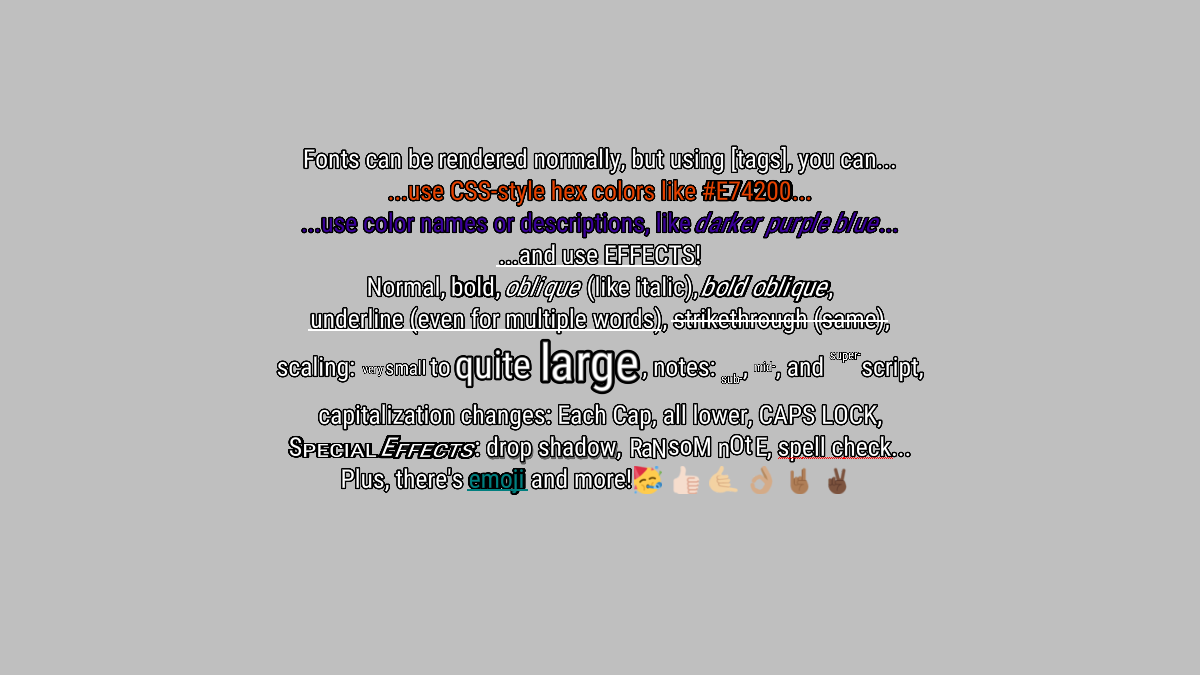 Fonts can be rendered normally, but using [tags], you can...
...use CSS-style hex colors like #E74200...
...use color names or descriptions, like darker purple blue...
...and use EFFECTS!
Normal, bold, oblique (like italic), bold oblique,
underline (even for multiple words), strikethrough (same),
scaling: very small to quite large, notes: sub-, mid-, and super-script,
capitalization changes: Each Cap, all lower, CAPS LOCK,
SPECIAL EFFECTS: drop shadow, RaNsoM nOtE, spell check...
Plus, there's emoji and more!🥳 👍🏻 🤙🏼 👌🏽 🤘🏾 ✌🏿